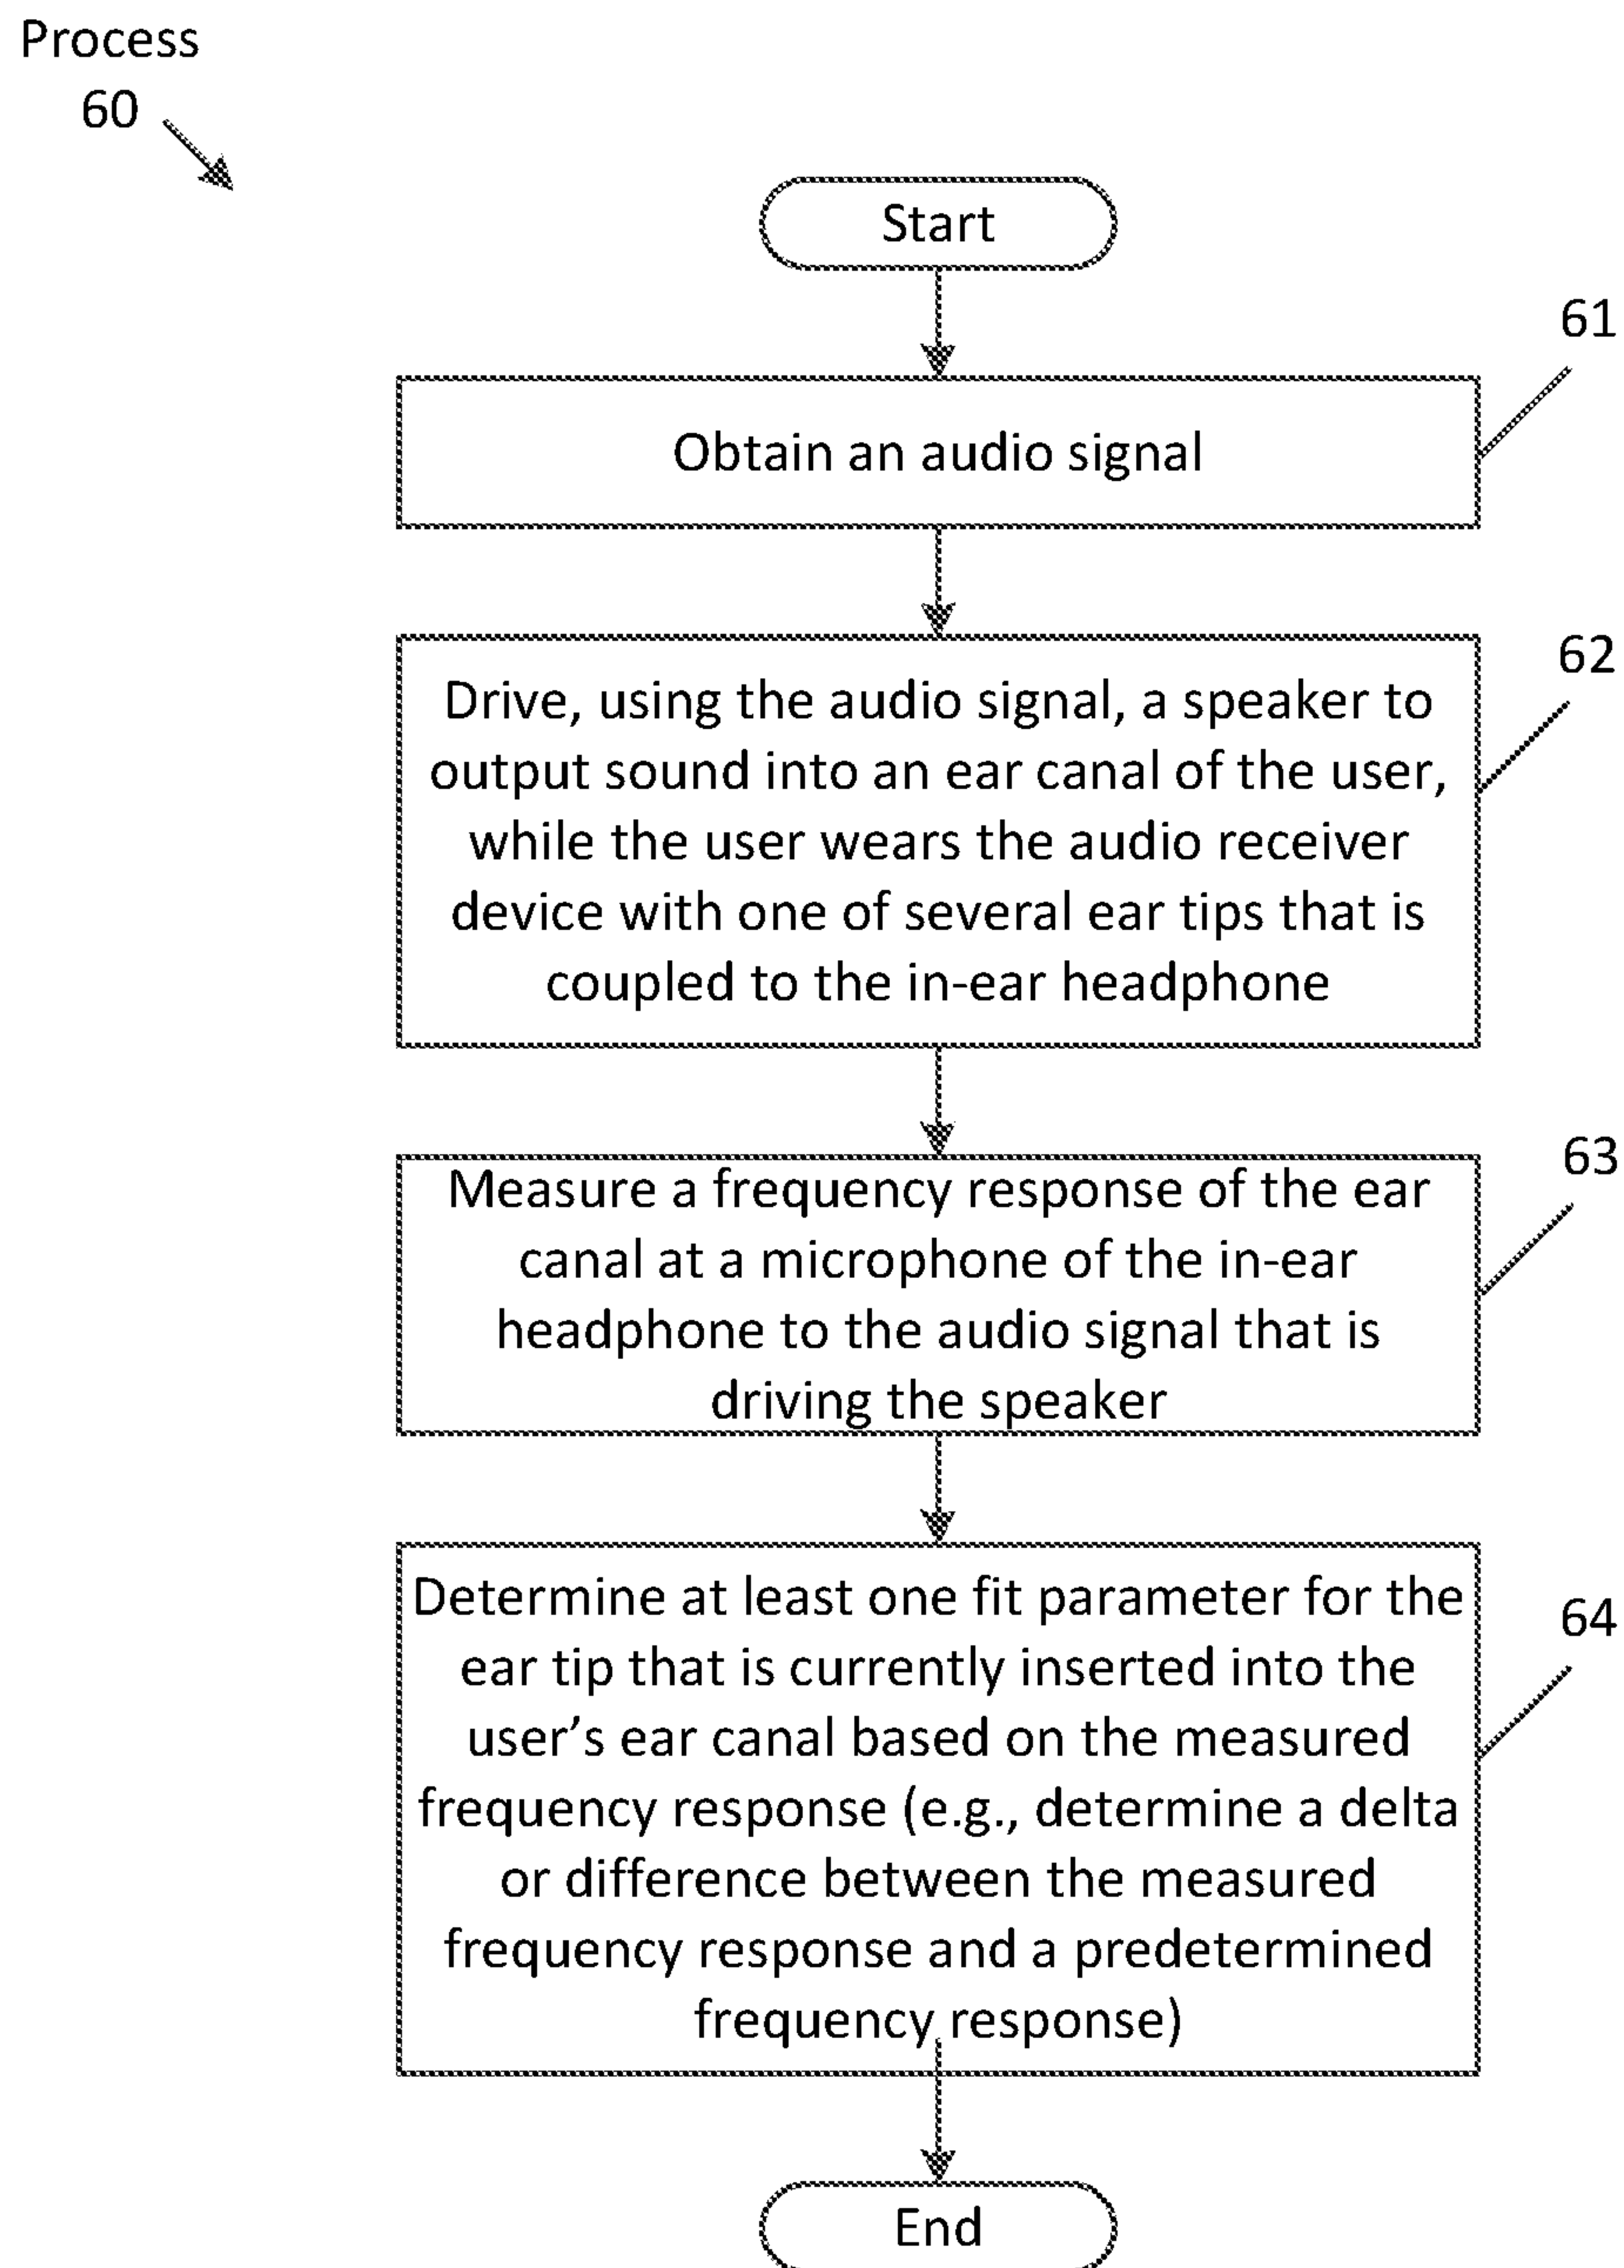 Process
60
Start
61
Obtain an audio signal
62
Drive, using the audio signal, a speaker to
output sound into an ear canal of the user,
while the user wears the audio receiver
device with one of several ear tips that is
coupled to the in-ear headphone
63
Measure a frequency response of the ear
canal at a microphone of the in-ear
headphone to the audio signal that is
driving the speaker
64
Determine at least one fit parameter for the
ear tip that is currently inserted into the
user’s ear canal based on the measured
frequency response (e.g., determine a delta
or difference between the measured
frequency response and a predetermined
frequency response)
End